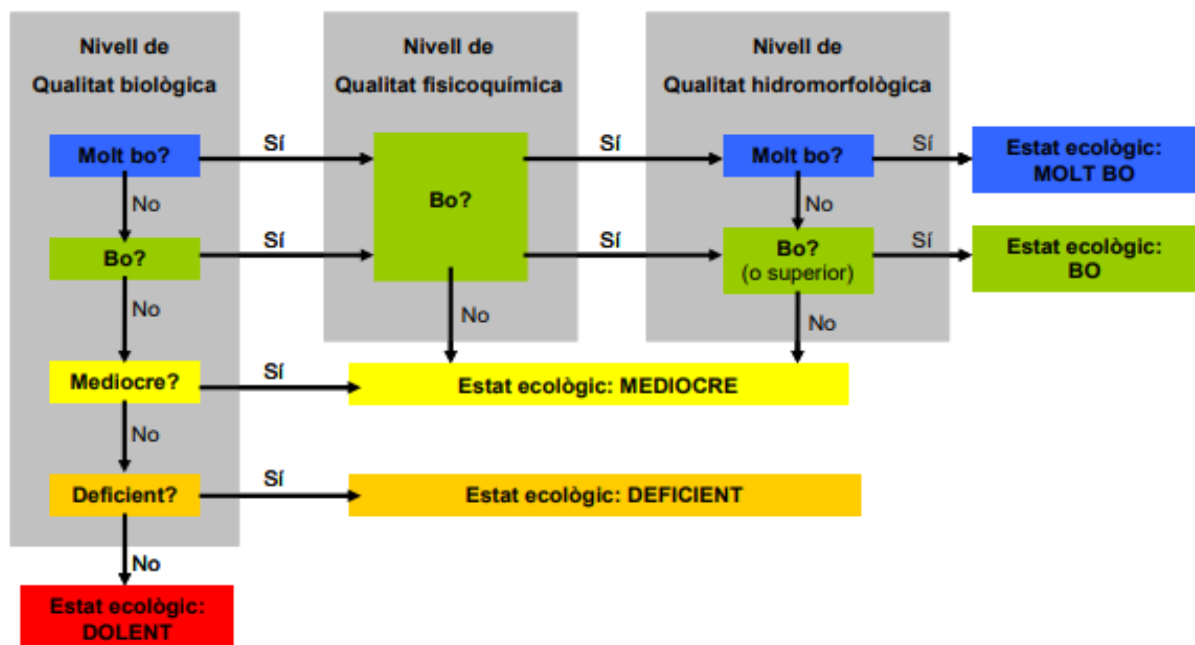 Nivell de
Qualitat biològica
Nivell de
Qualitat fisicoquímica
Nivell de
Qualitat hidromorfològica
Molt bo?
Sí
Bo?
Sí
Molt bo?
Sí
Estat ecològic:
MOLT BO
No
No
Bo?
Sí
Sí
Bo?
(o superior)
Sí
Estat ecològic:
BO
No
No
No
Mediocre?
Sí
Estat ecològic: MEDIOCRE
No
Deficient?
Sí
Estat ecològic: DEFICIENT
No
Estat ecològic:
DOLENT